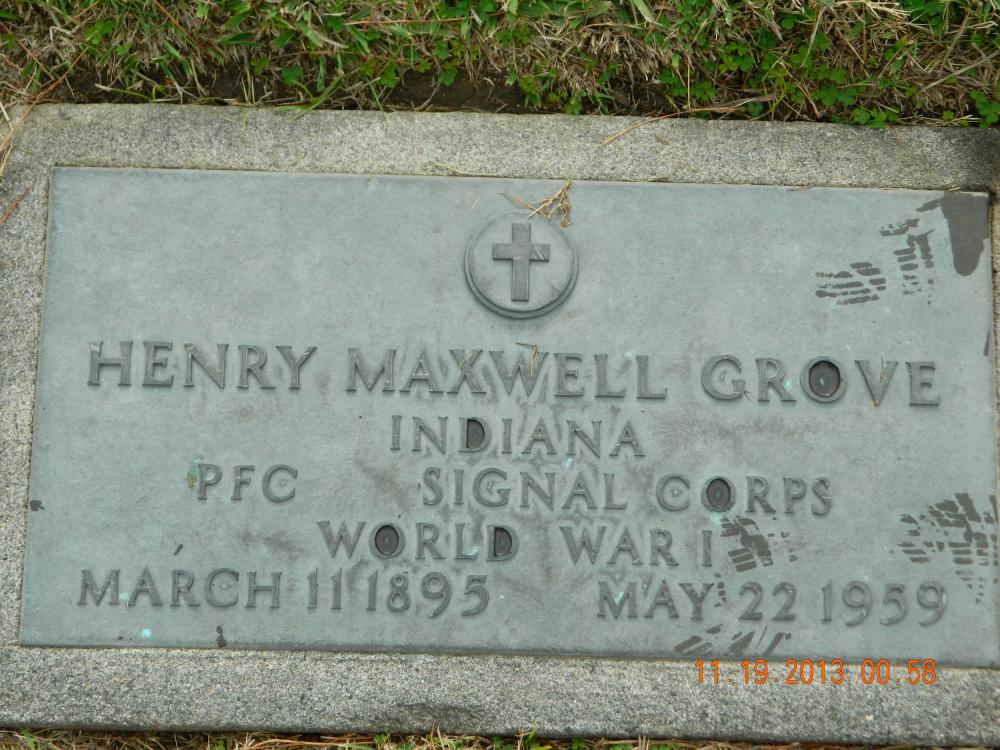 HENRY MAXWELL GROVE
INDIANA
PFC SIGNAL CORPS
WORLD WAR I
MARCH 11 1895 MAY 22 1959
11.19.2013 00:58